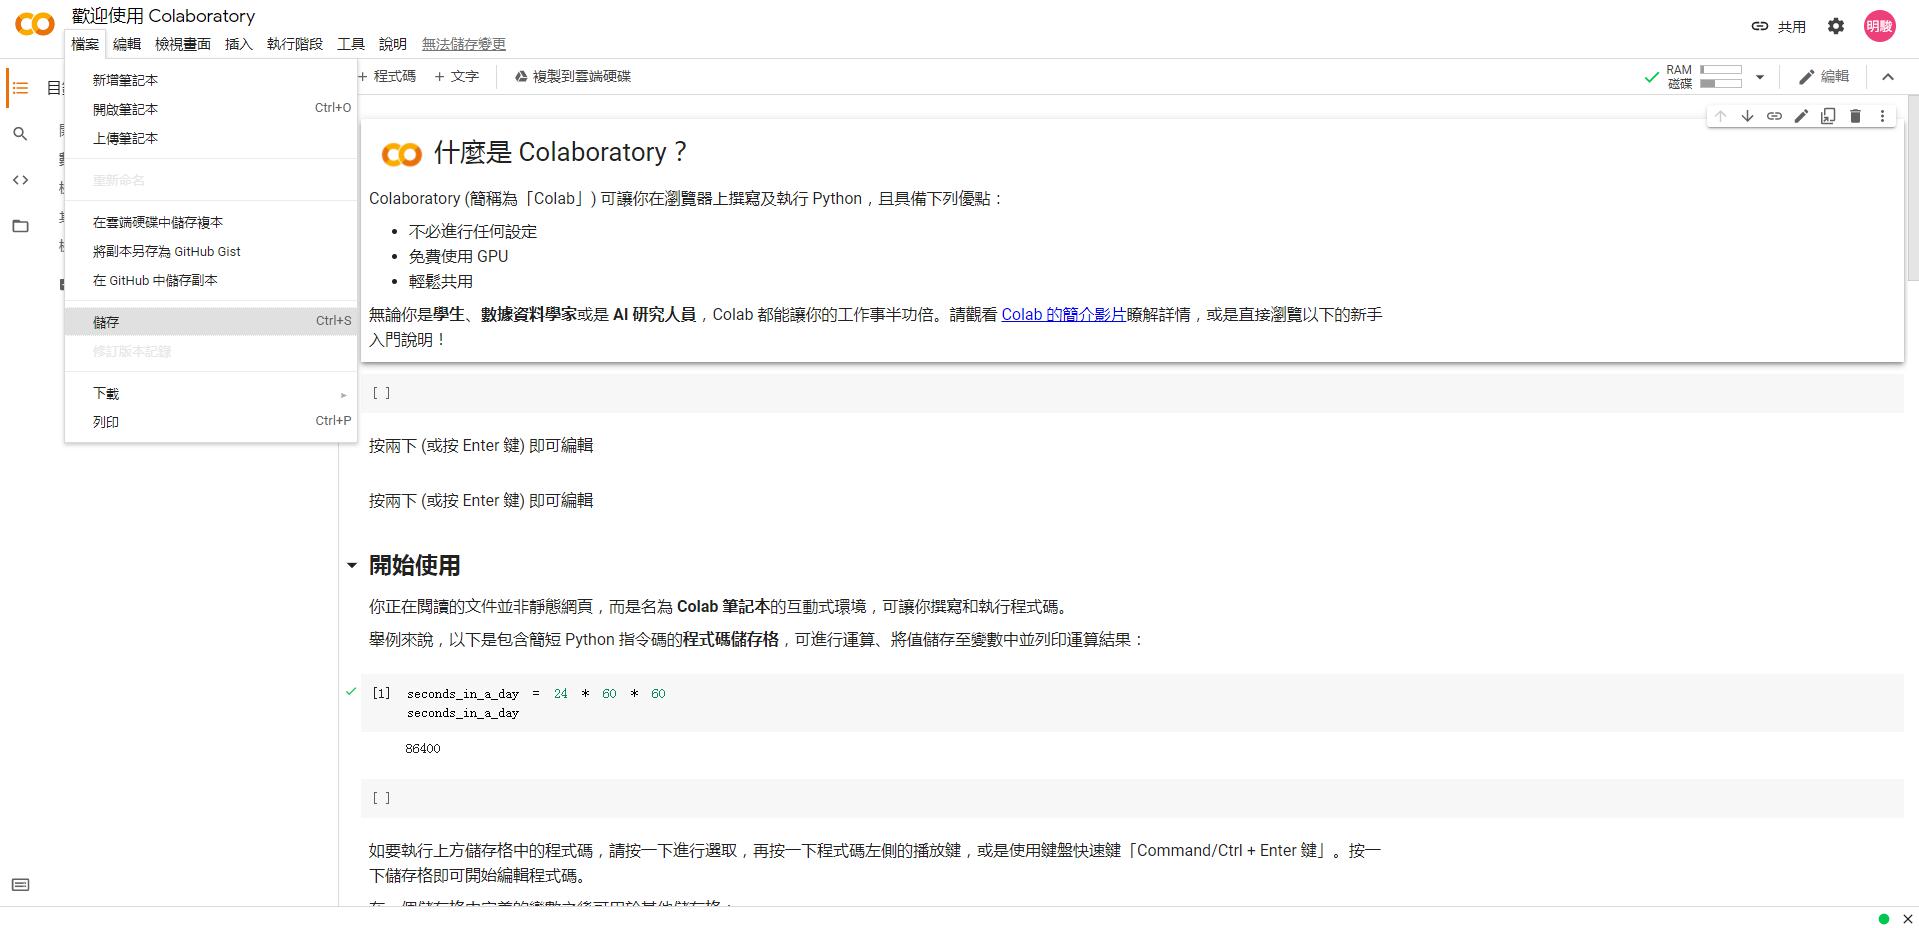 歡迎使用 Colaboratory
檔案 編輯 檢視畫面 插入 執行階段 工具 說明 無法儲存變更
共用
明駿
新增筆記本
開啟筆記本 Ctrl+O
上傳筆記本
重新命名
在雲端硬碟中儲存複本
將副本另存為 GitHub Gist
在 GitHub 中儲存副本
儲存 Ctrl+S
修訂版本記錄
下載
列印 Ctrl+P
+ 程式碼 + 文字 複製到雲端硬碟
RAM
磁碟
編輯
什麼是 Colaboratory?
Colaboratory (簡稱為「Colab」) 可讓你在瀏覽器上撰寫及執行 Python,且具備下列優點:
• 不必進行任何設定
• 免費使用 GPU
• 輕鬆共用
無論你是學生、數據資料學家或是 AI 研究人員,Colab 都能讓你的工作事半功倍。請觀看 Colab 的簡介影片瞭解詳情,或是直接瀏覽以下的新手
入門說明!
[ ]
按兩下 (或按 Enter 鍵) 即可編輯
按兩下 (或按 Enter 鍵) 即可編輯
開始使用
你正在閱讀的文件並非靜態網頁,而是名為 Colab 筆記本的互動式環境,可讓你撰寫和執行程式碼。
舉例來說,以下是包含簡短 Python 指令碼的程式碼儲存格,可進行運算、將值儲存至變數中並列印運算結果:
[1] seconds_in_a_day = 24 * 60 * 60
seconds_in_a_day
86400
[ ]
如要執行上方儲存格中的程式碼,請按一下進行選取,再按一下程式碼左側的播放鍵,或是使用鍵盤快速鍵「Command/Ctrl + Enter 鍵」。按一
下儲存格即可開始編輯程式碼。